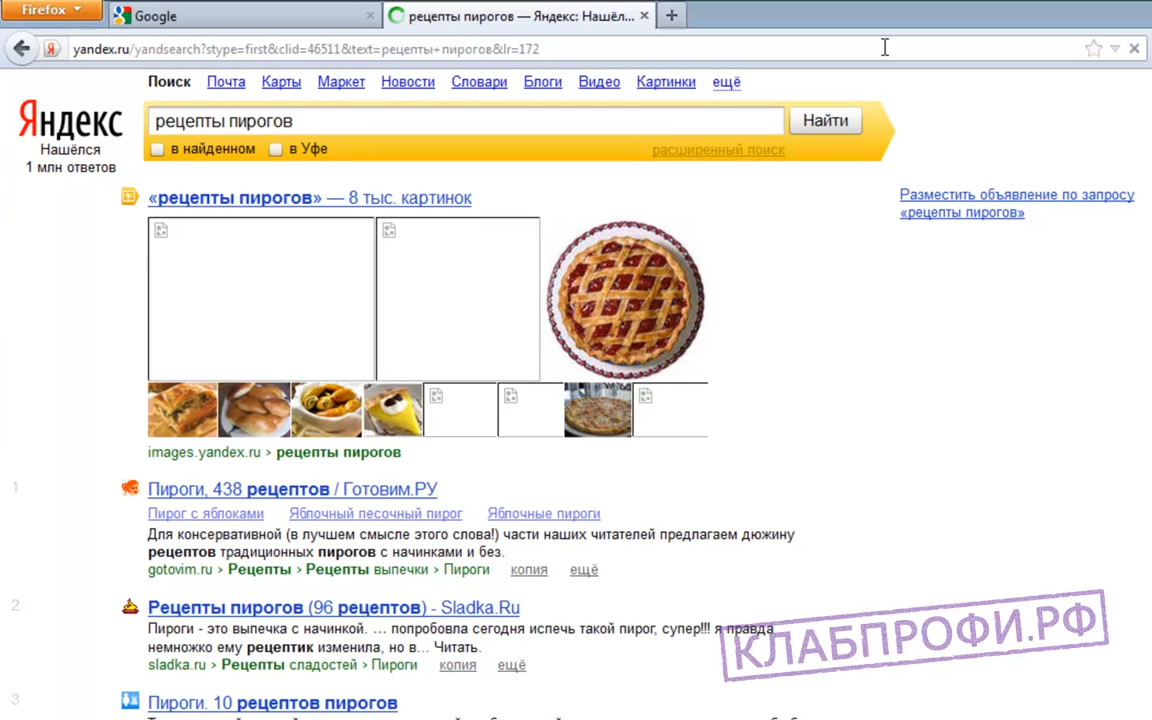 Firefox
Google
рецепты пирогов — Яндекс: Нашёл...
yandex.ru/yandsearch?stype=first&clid=46511&text=рецепты+пирогов&lr=172
Поиск Почта Карты Маркет Новости Словари Блоги Видео Картинки ещё
Яндекс
Нашёлся
1 млн ответов
рецепты пирогов
Найти
в найденном в Уфе расширенный поиск
«рецепты пирогов» — 8 тыс. картинок
Разместить объявление по запросу
«рецепты пирогов»
images.yandex.ru › рецепты пирогов
1
Пироги, 438 рецептов / Готовим.РУ
Пирог с яблоками Яблочный песочный пирог Яблочные пироги
Для консервативной (в лучшем смысле этого слова!) части наших читателей предлагаем дюжину
рецептов традиционных пирогов с начинками и без.
gotovim.ru › Рецепты › Рецепты выпечки › Пироги копия ещё
2
Рецепты пирогов (96 рецептов) - Sladka.Ru
Пироги - это выпечка с начинкой. ... попробовла сегодня испечь такой пирог, супер!!! я правда
немножко ему рецептик изменила, но в... Читать.
sladka.ru › Рецепты сладостей › Пироги копия ещё
КЛАБПРОФИ.РФ
3
Пироги. 10 рецептов пирогов